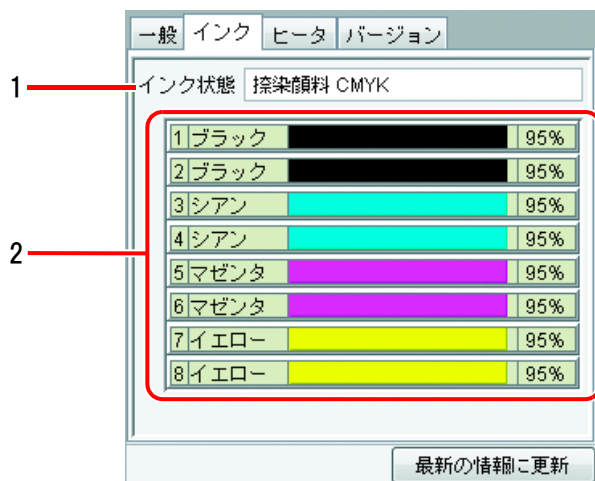 一般 インク ヒータ バージョン
1
インク状態 捺染顔料 CMYK
1 ブラック 95%
2 ブラック 95%
3 シアン 95%
4 シアン 95%
2
5 マゼンタ 95%
6 マゼンタ 95%
7 イエロー 95%
8 イエロー 95%
最新の情報に更新